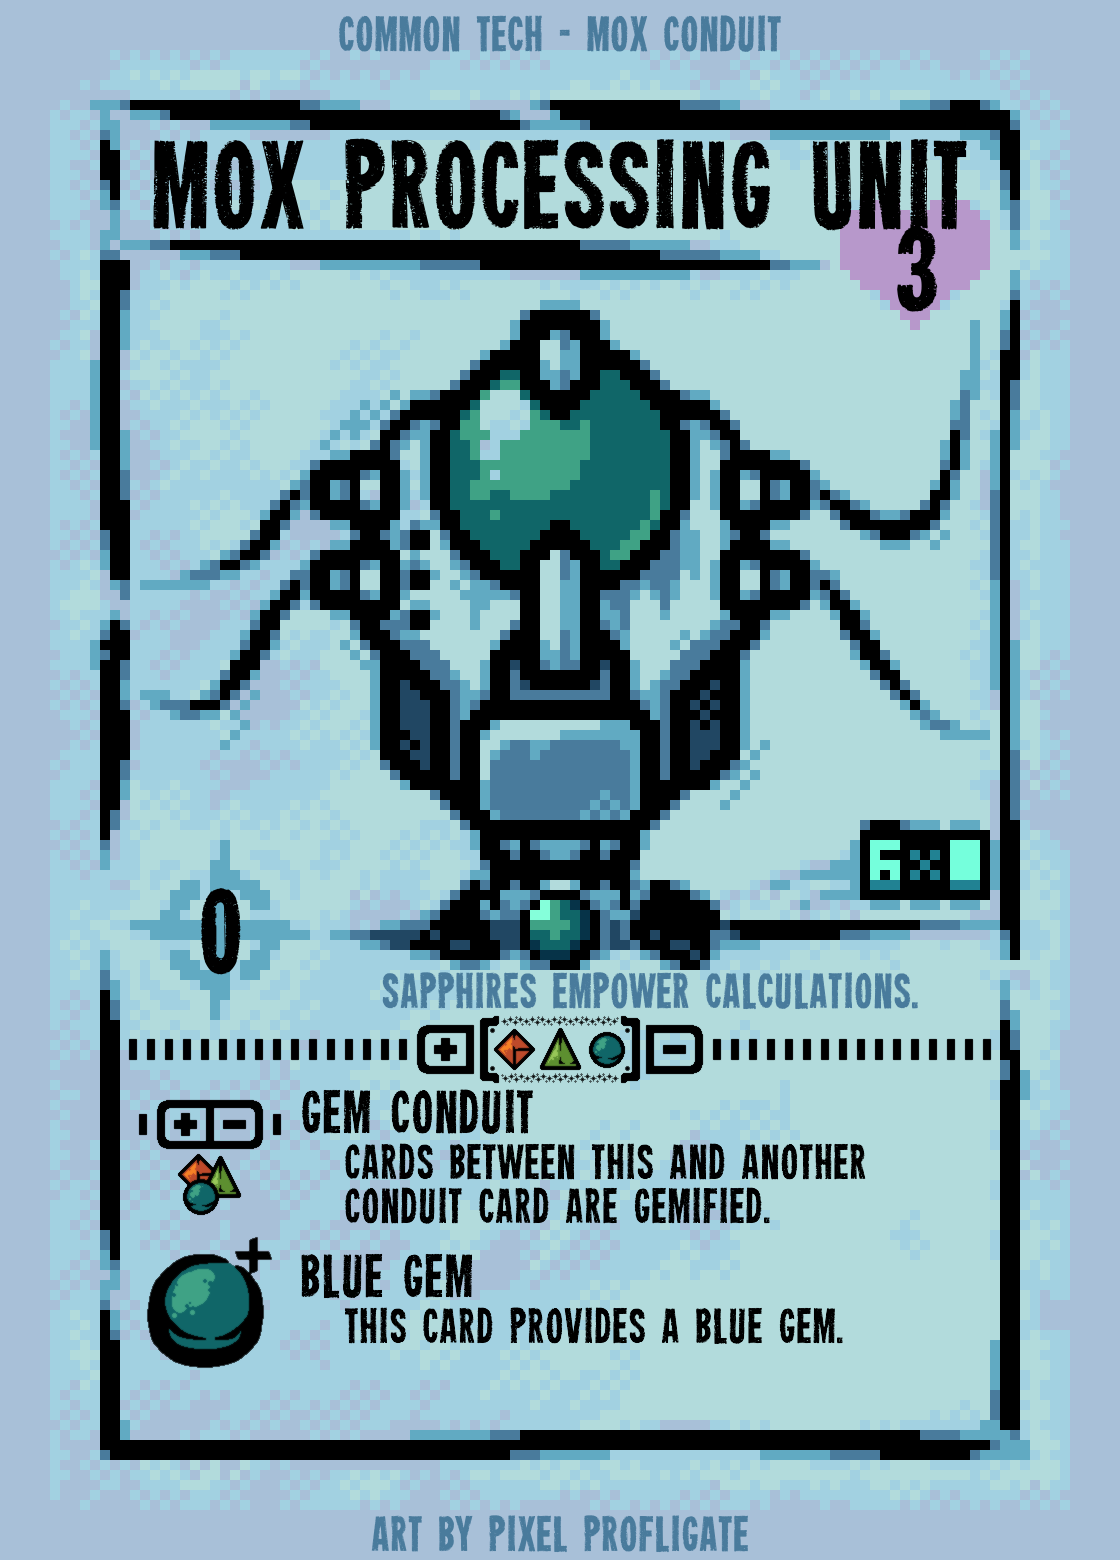 COMMON TECH - MOX CONDUIT
MOX PROCESSING UNIT
3
6x
0
SAPPHIRES EMPOWER CALCULATIONS.
GEM CONDUIT
CARDS BETWEEN THIS AND ANOTHER
CONDUIT CARD ARE GEMIFIED.
BLUE GEM
THIS CARD PROVIDES A BLUE GEM.
ART BY PIXEL PROFLIGATE